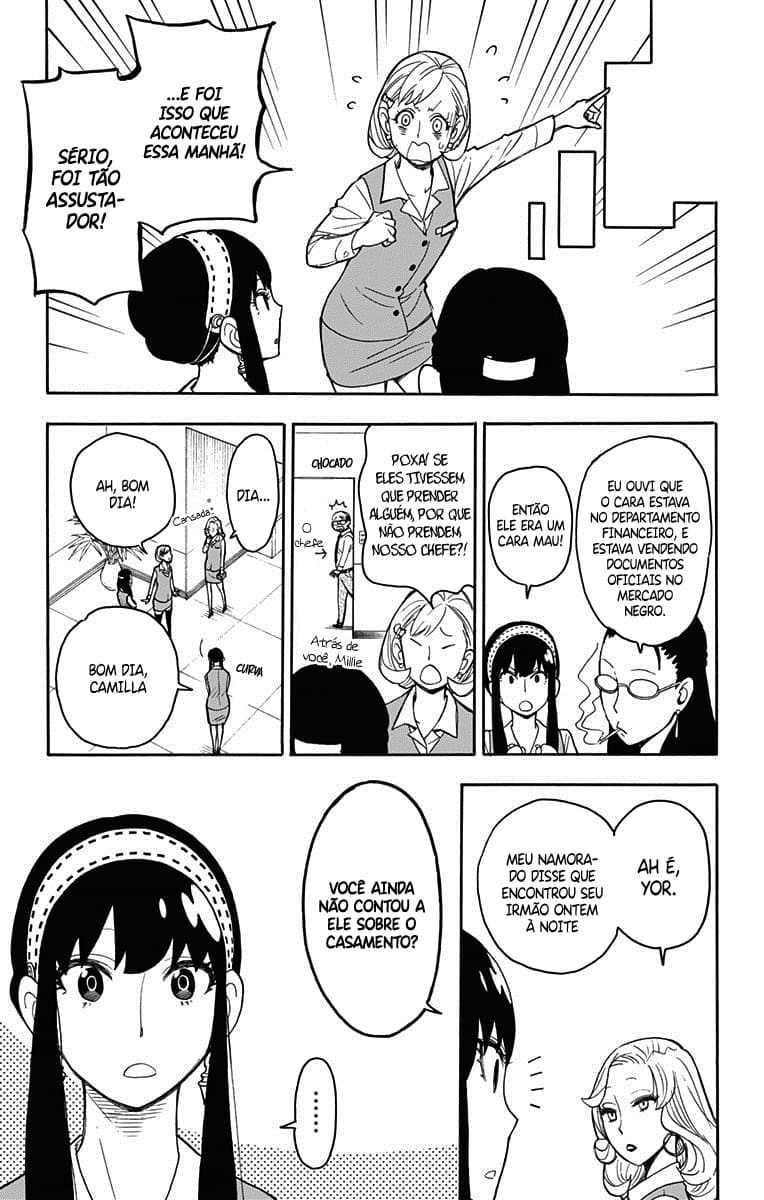 ...E FOI
ISSO QUE
ACONTECEU
ESSA MANHÃ!
SÉRIO,
FOI TÃO
ASSUSTA-
DOR!
EU OUVI QUE
O CARA ESTAVA
NO DEPARTAMENTO
FINANCEIRO, E
ESTAVA VENDENDO
DOCUMENTOS
OFICIAIS NO
MERCADO
NEGRO.
ENTÃO
ELE ERA UM
CARA MAU!
POXA! SE
ELES TIVESSEM
QUE PRENDER
ALGUÉM, POR QUE
NÃO PRENDEM
NOSSO CHEFE?!
CHOCADO
O
chefe
Atrás de
você, Millie
DIA...
Cansada?
AH, BOM
DIA!
BOM DIA,
CAMILLA
CURVA
AH É,
YOR.
MEU NAMORA-
DO DISSE QUE
ENCONTROU SEU
IRMÃO ONTEM
À NOITE
VOCÊ AINDA
NÃO CONTOU A
ELE SOBRE O
CASAMENTO?
......